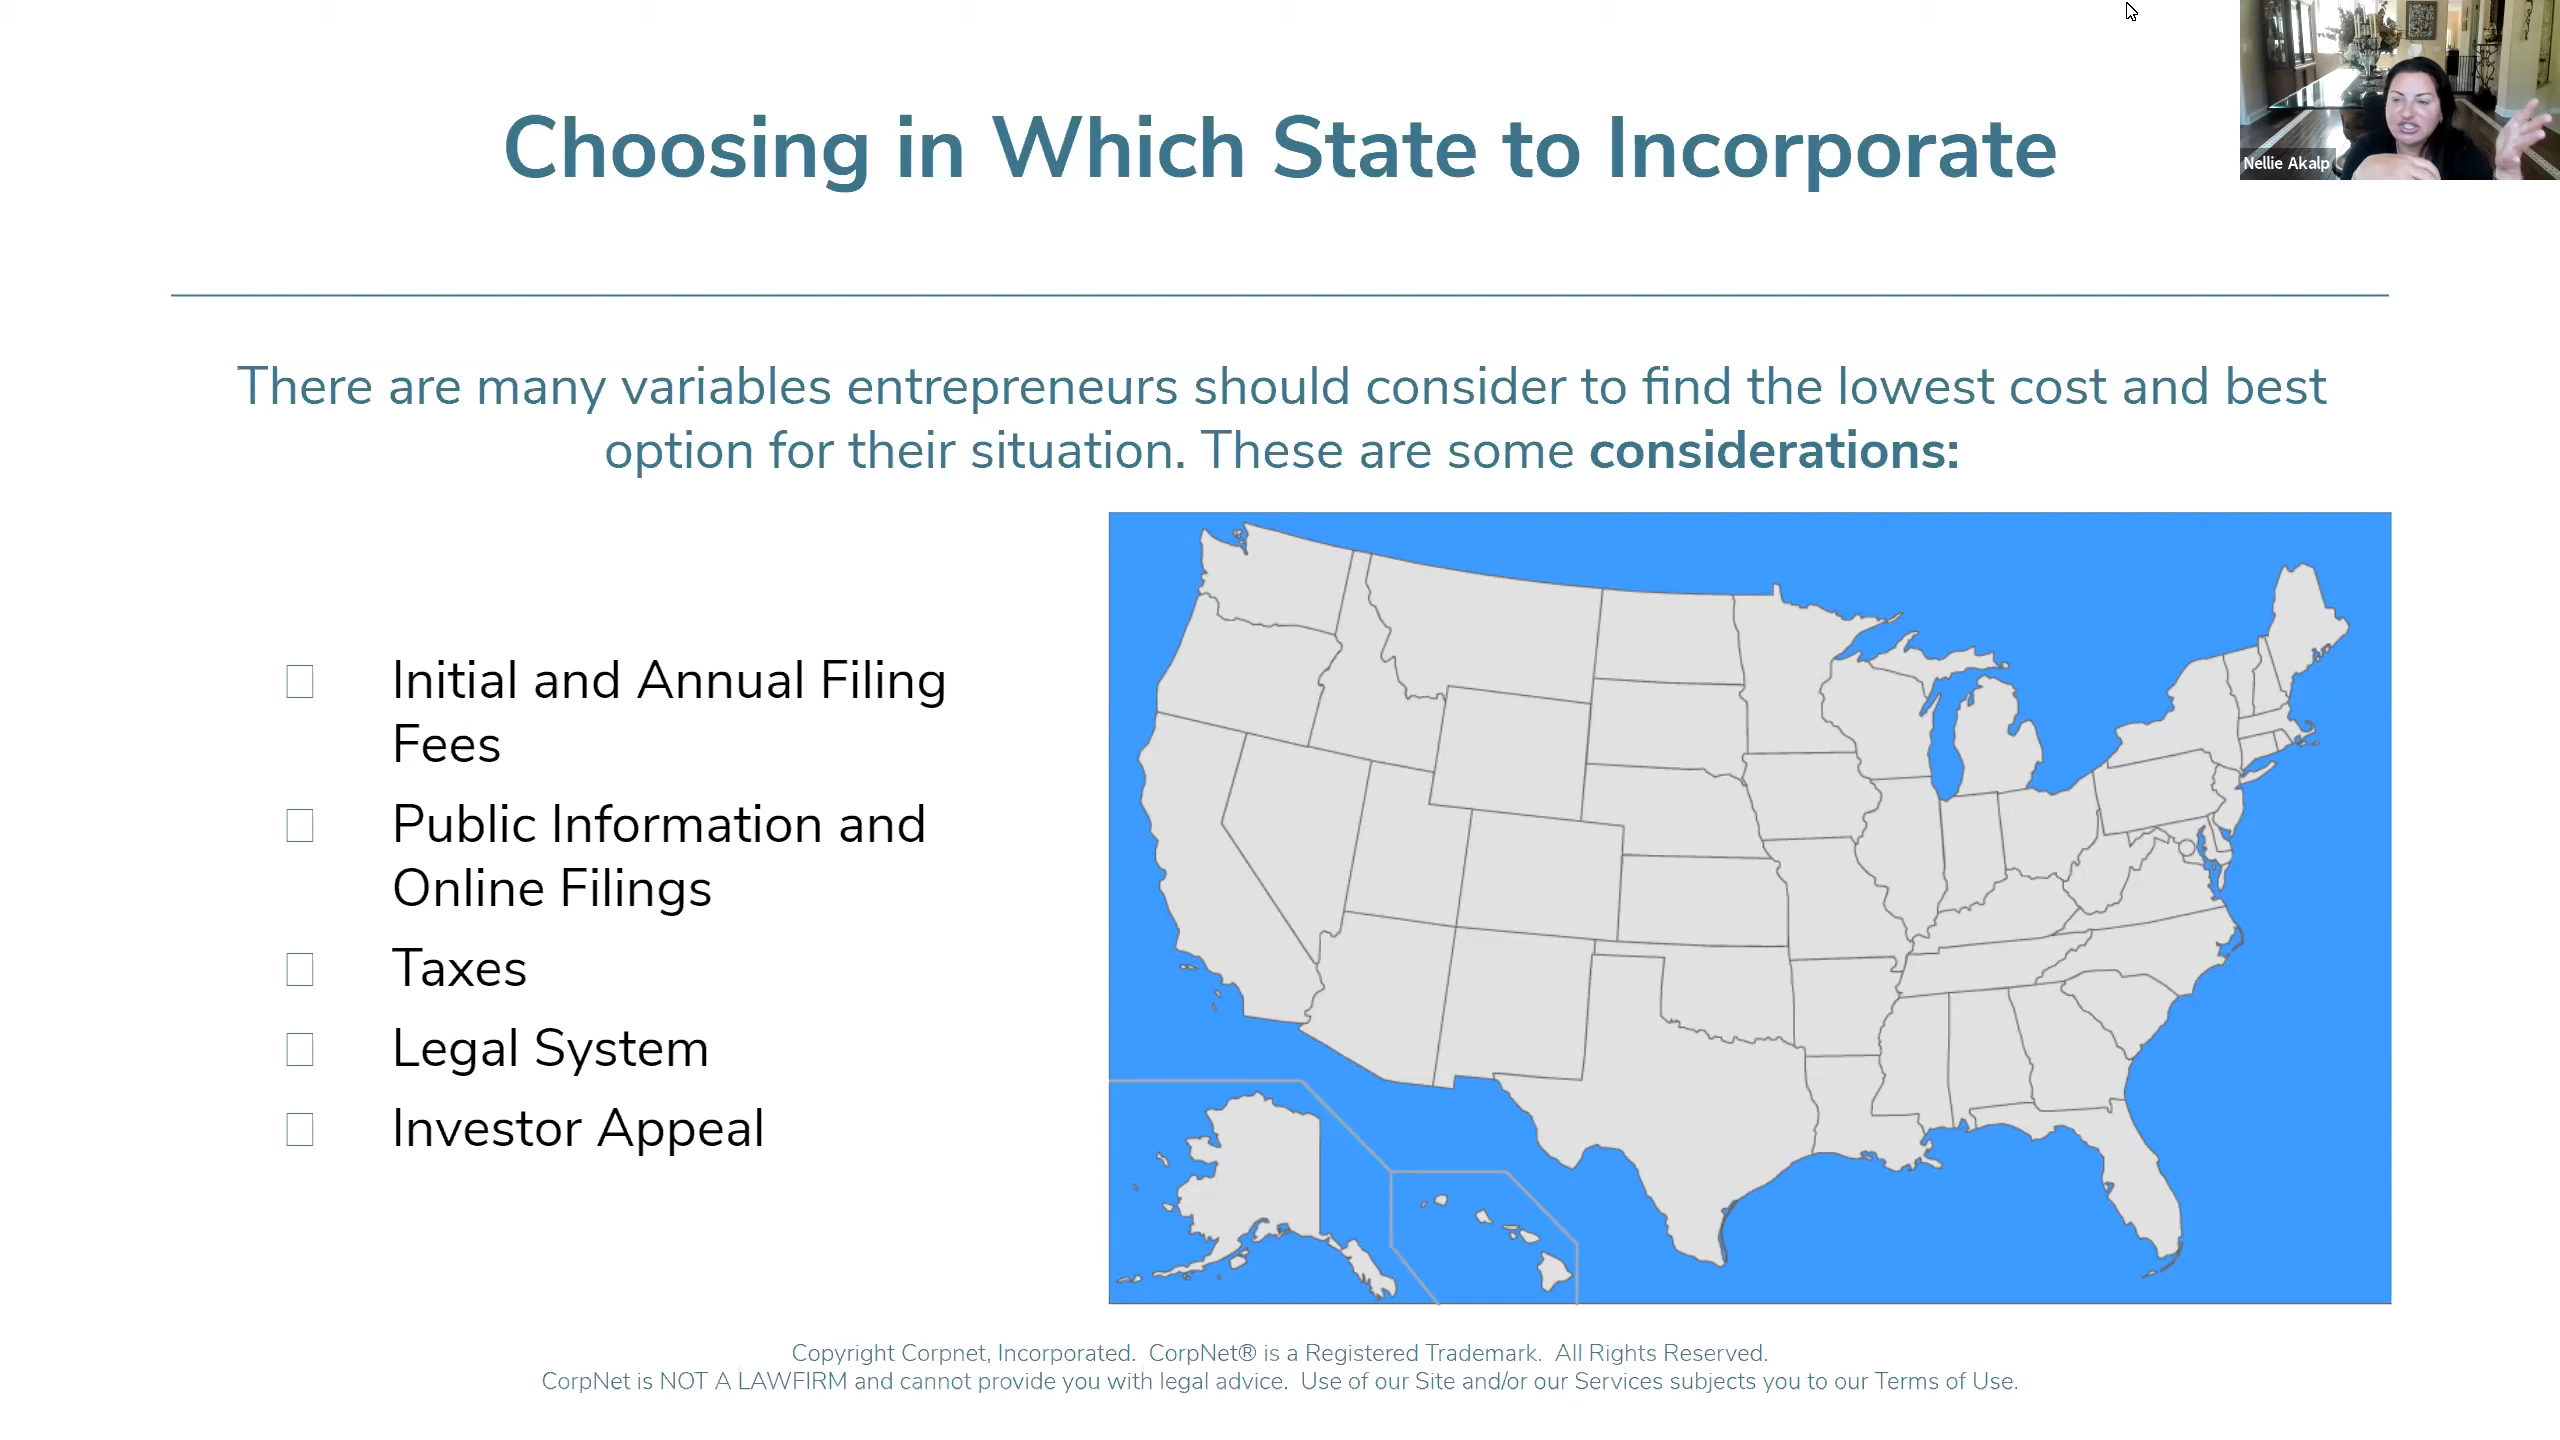 Choosing in Which State to Incorporate
Nellie Akalp
There are many variables entrepreneurs should consider to find the lowest cost and best
option for their situation. These are some considerations:
Initial and Annual Filing
Fees
Public Information and
Online Filings
Taxes
Legal System
Investor Appeal
Copyright Corpnet, Incorporated. CorpNet® is a Registered Trademark. All Rights Reserved.
CorpNet is NOT A LAWFIRM and cannot provide you with legal advice. Use of our Site and/or our Services subjects you to our Terms of Use.